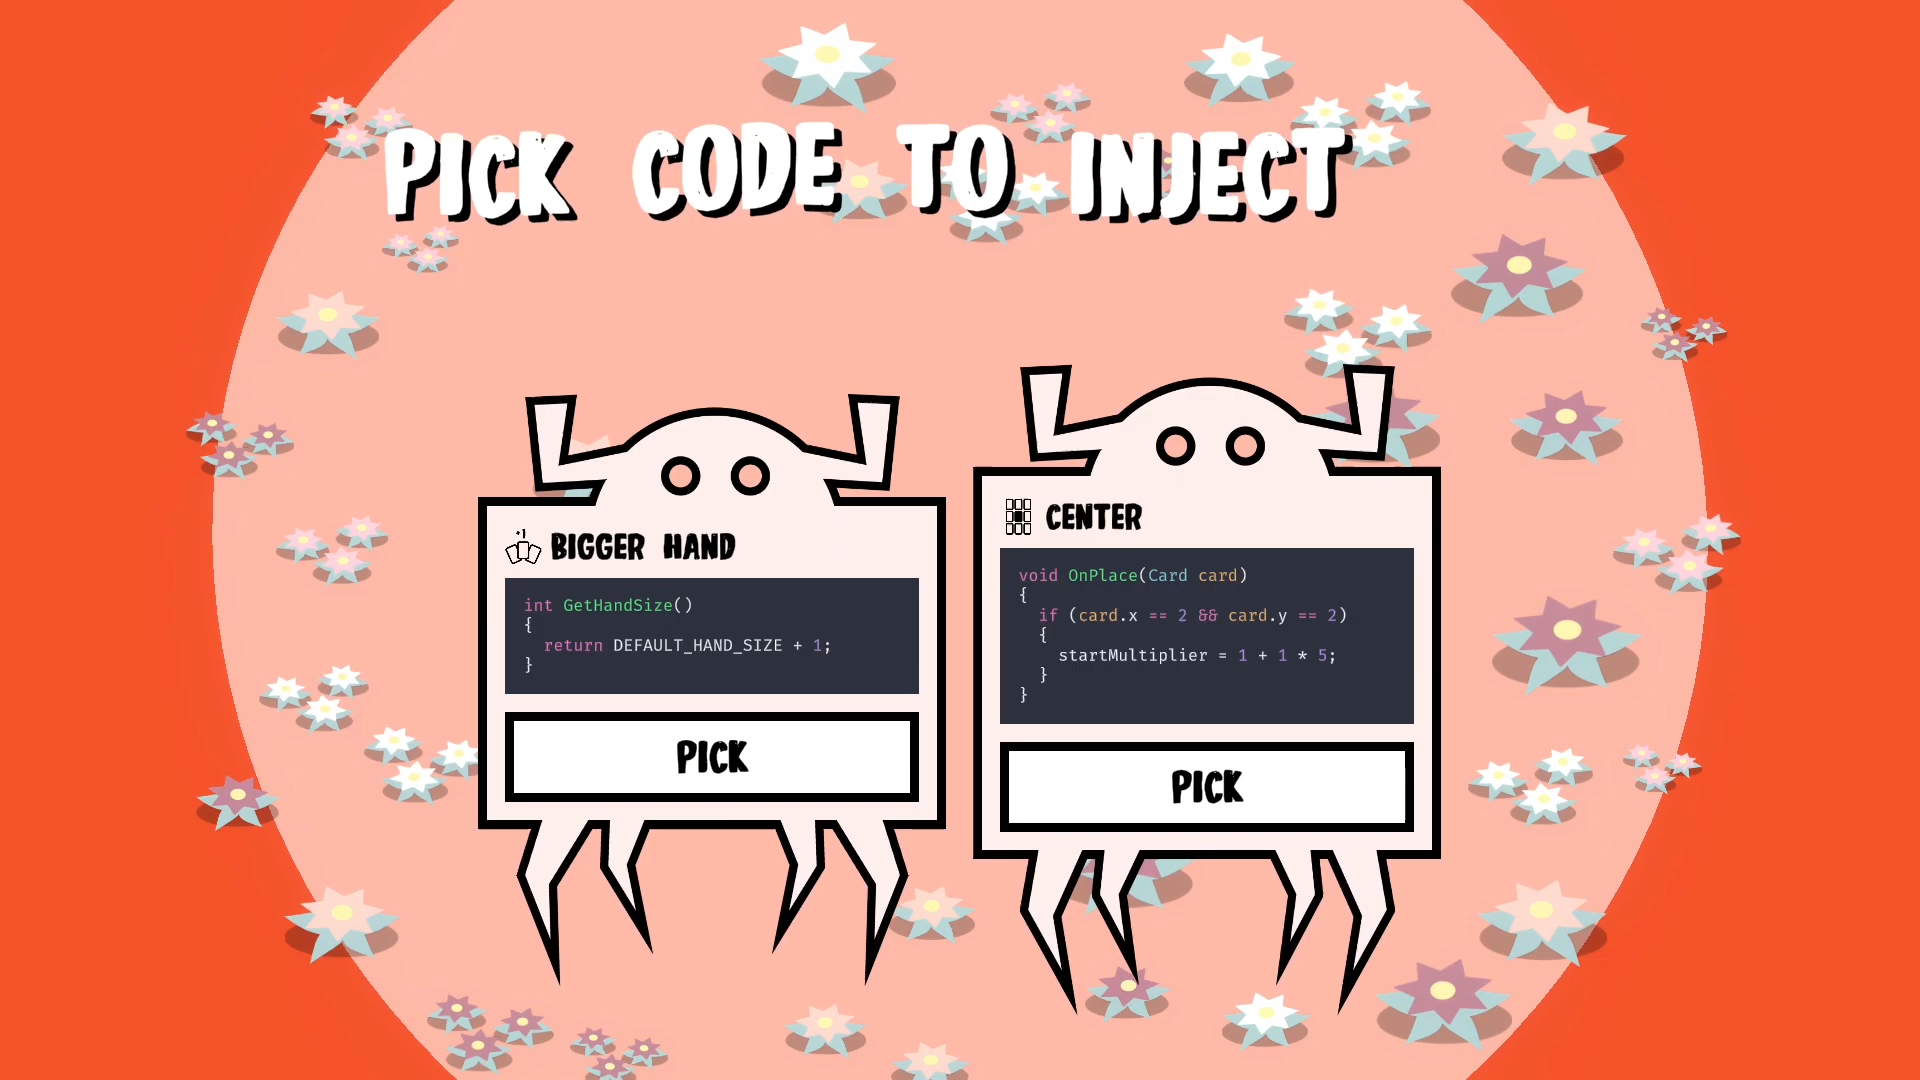 PICK CODE TO INJECT
+1
BIGGER HAND
int GetHandSize()
{
  return DEFAULT_HAND_SIZE + 1;
}
PICK
CENTER
void OnPlace(Card card)
{
  if (card.x == 2 && card.y == 2)
  {
    startMultiplier = 1 + 1 * 5;
  }
}
PICK